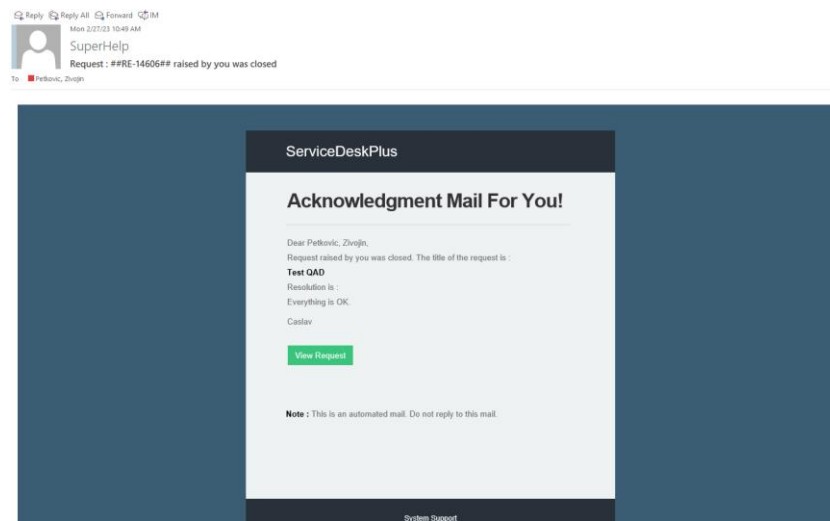 Reply Reply All Forward IM
Mon 2/27/23 10:49 AM
SuperHelp
Request : ##RE-14606## raised by you was closed
To Petkovic, Zivojin
ServiceDeskPlus
Acknowledgment Mail For You!
Dear Petkovic, Zivojin,
Request raised by you was closed. The title of the request is :
Test QAD
Resolution is :
Everything is OK.
Caslav
View Request
Note : This is an automated mail. Do not reply to this mail.
System Support